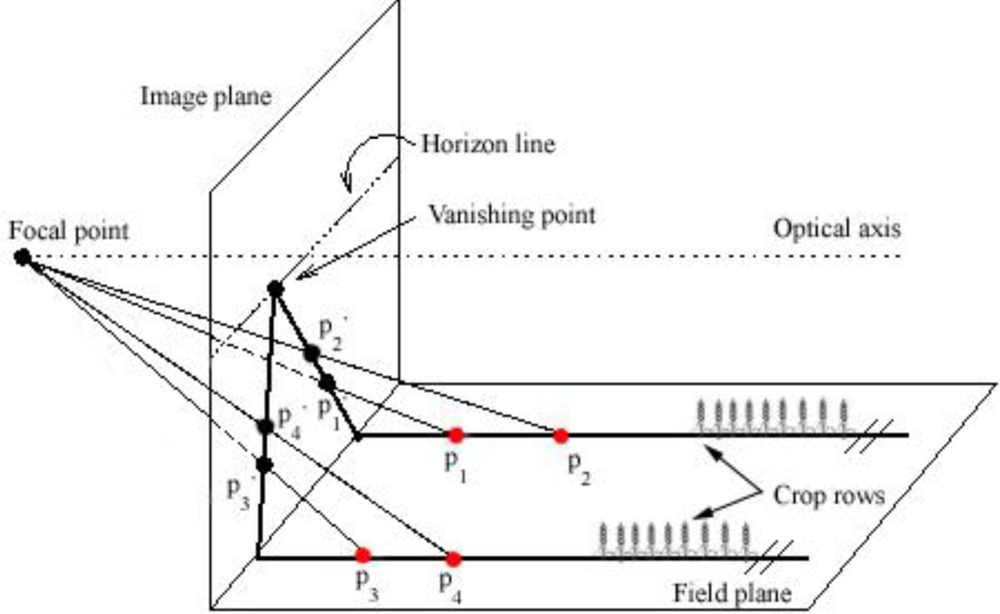 Image plane
Horizon line
Vanishing point
Focal point
Optical axis
p2'
p1'
p4'
p1
p2
p3'
Crop rows
p3
p4
Field plane